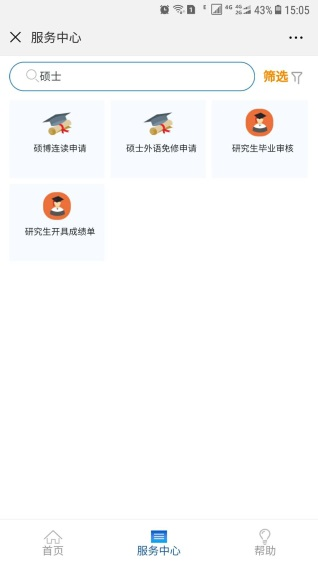 43% 15:05
服务中心
硕士
筛选
硕博连读申请
硕士外语免修申请
研究生毕业审核
研究生开具成绩单
首页
服务中心
帮助